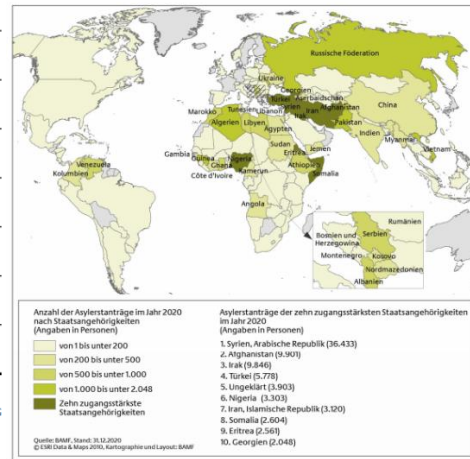 Russische Föderation
Ukraine
Georgien
Aserbaidschan
Türkei
Afghanistan
Syrien
Iran
Irak
China
Marokko
Tunesien
Libanon
Algerien
Libyen
Ägypten
Pakistan
Indien
Myanmar
Vietnam
Sudan
Eritrea
Jemen
Gambia
Guinea
Nigeria
Ghana
Äthiopien
Côte d'Ivoire
Kamerun
Somalia
Venezuela
Kolumbien
Angola
Rumänien
Bosnien und
Herzegowina
Serbien
Montenegro
Kosovo
Nordmazedonien
Albanien
Anzahl der Asylerstanträge im Jahr 2020
nach Staatsangehörigkeiten
(Angaben in Personen)
von 1 bis unter 200
von 200 bis unter 500
von 500 bis unter 1.000
von 1.000 bis unter 2.048
Zehn zugangsstärkste
Staatsangehörigkeiten
Quelle: BAMF, Stand: 31.12.2020
© ESRI Data & Maps 2010, Kartographie und Layout: BAMF
Asylerstanträge der zehn zugangsstärksten Staatsangehörigkeiten
im Jahr 2020
(Angaben in Personen)
1. Syrien, Arabische Republik (36.433)
2. Afghanistan (9.901)
3. Irak (9.846)
4. Türkei (5.778)
5. Ungeklärt (3.903)
6. Nigeria (3.303)
7. Iran, Islamische Republik (3.120)
8. Somalia (2.604)
9. Eritrea (2.561)
10. Georgien (2.048)